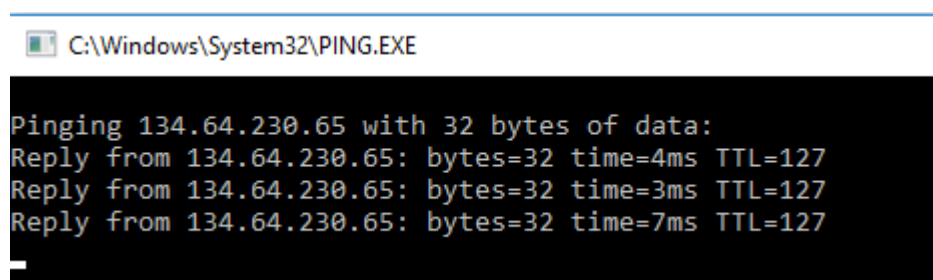 C:\Windows\System32\PING.EXE
Pinging 134.64.230.65 with 32 bytes of data:
Reply from 134.64.230.65: bytes=32 time=4ms TTL=127
Reply from 134.64.230.65: bytes=32 time=3ms TTL=127
Reply from 134.64.230.65: bytes=32 time=7ms TTL=127